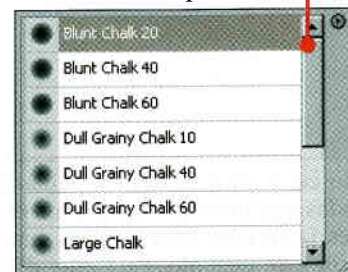 Blunt Chalk 20
Blunt Chalk 40
Blunt Chalk 60
Dull Grainy Chalk 10
Dull Grainy Chalk 40
Dull Grainy Chalk 60
Large Chalk